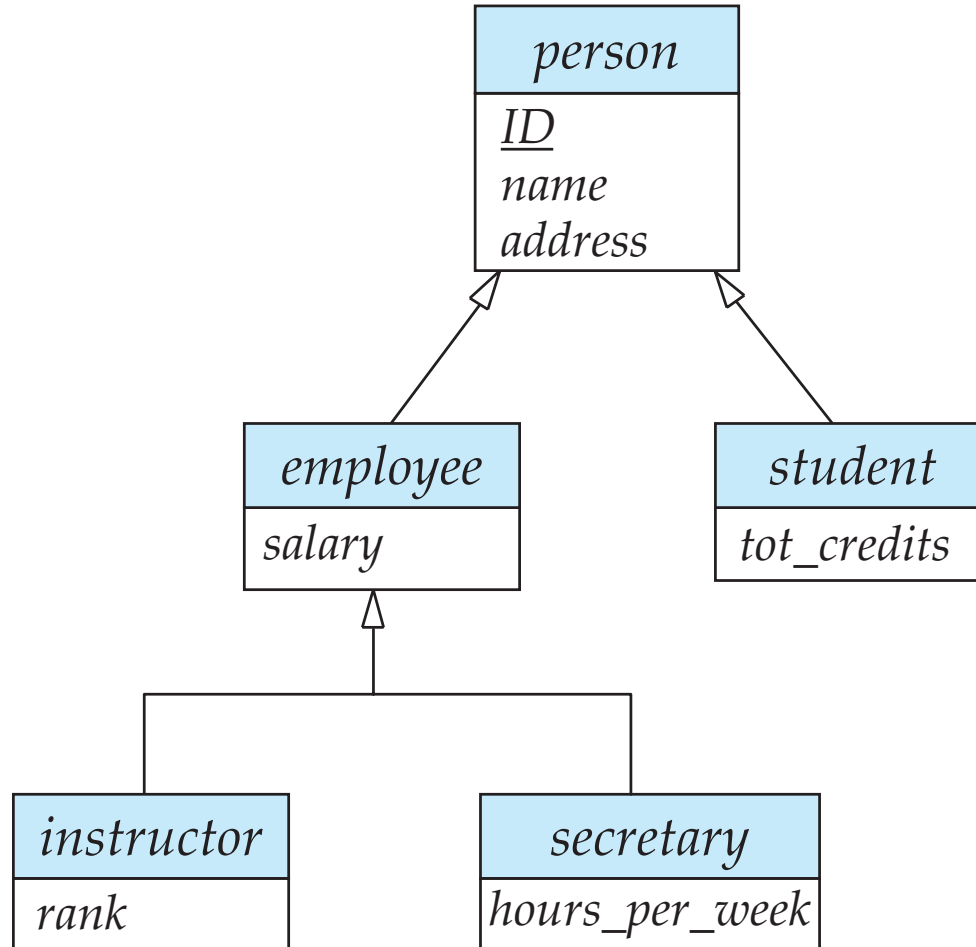 person
ID
name
address
employee
salary
student
tot_credits
instructor
rank
secretary
hours_per_week